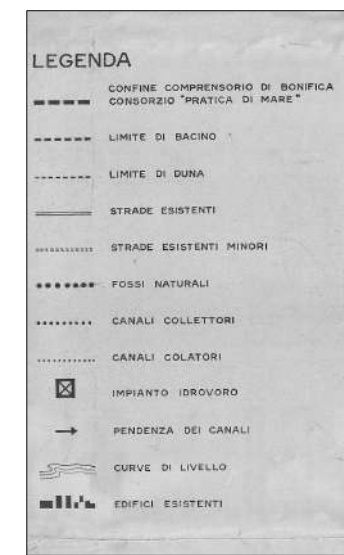 LEGENDA
CONFINE COMPRENSORIO DI BONIFICA
CONSORZIO "PRATICA DI MARE"
LIMITE DI BACINO
LIMITE DI DUNA
STRADE ESISTENTI
STRADE ESISTENTI MINORI
FOSSI NATURALI
CANALI COLLETTORI
CANALI COLATORI
IMPIANTO IDROVORO
PENDENZA DEI CANALI
CURVE DI LIVELLO
EDIFICI ESISTENTI